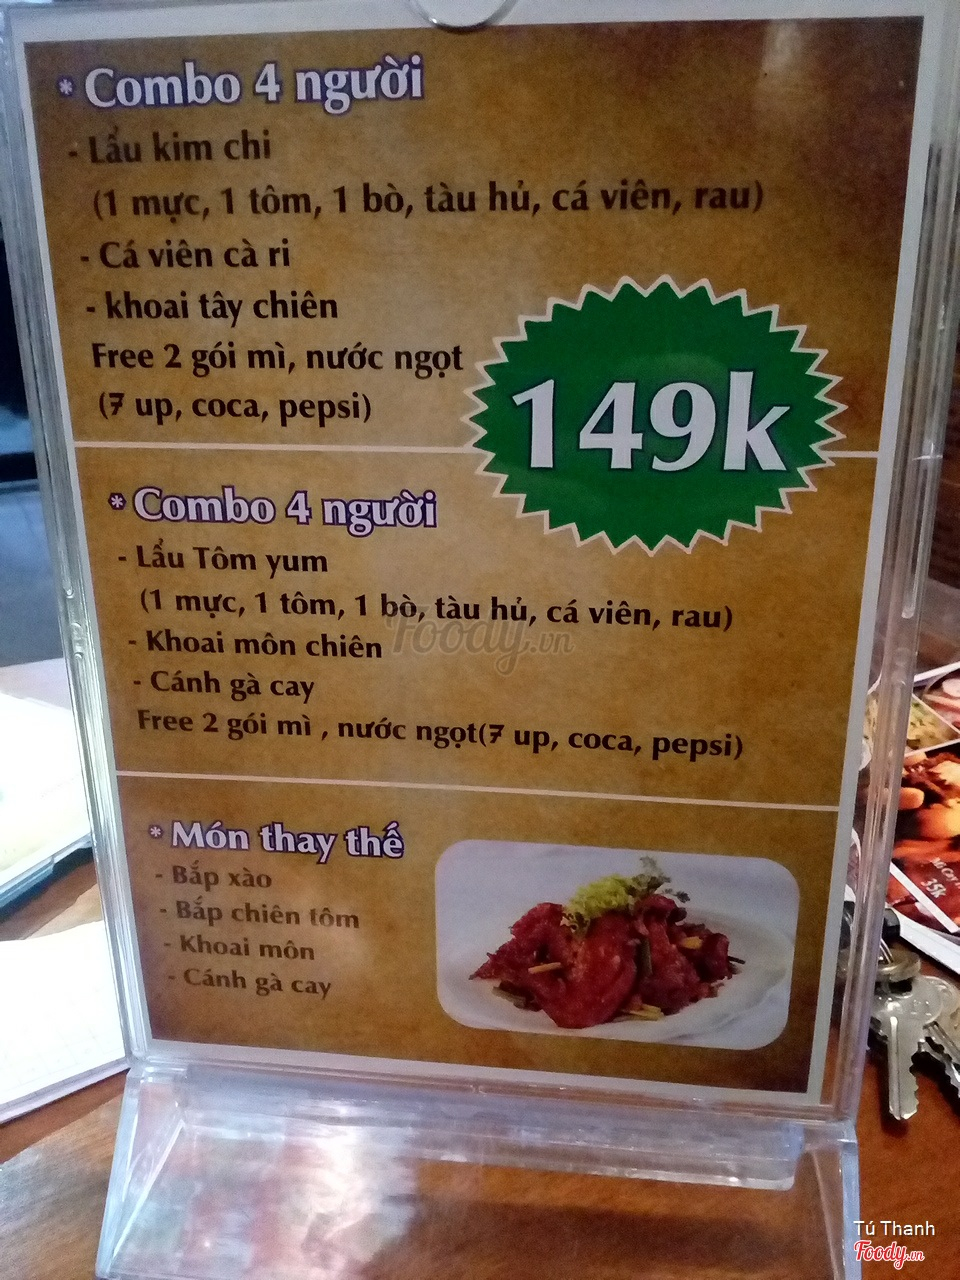 * Combo 4 người
- Lẩu kim chi
(1 mực, 1 tôm, 1 bò, tàu hủ, cá viên, rau)
- Cá viên cà ri
- khoai tây chiên
Free 2 gói mì, nước ngọt
(7 up, coca, pepsi)
149k
* Combo 4 người
- Lẩu Tôm yum
(1 mực, 1 tôm, 1 bò, tàu hủ, cá viên, rau)
- Khoai môn chiên
- Cánh gà cay
Free 2 gói mì , nước ngọt(7 up, coca, pepsi)
* Món thay thế
- Bắp xào
- Bắp chiên tôm
- Khoai môn
- Cánh gà cay
Foody.vn
35k
Tú Thanh
Foody.vn